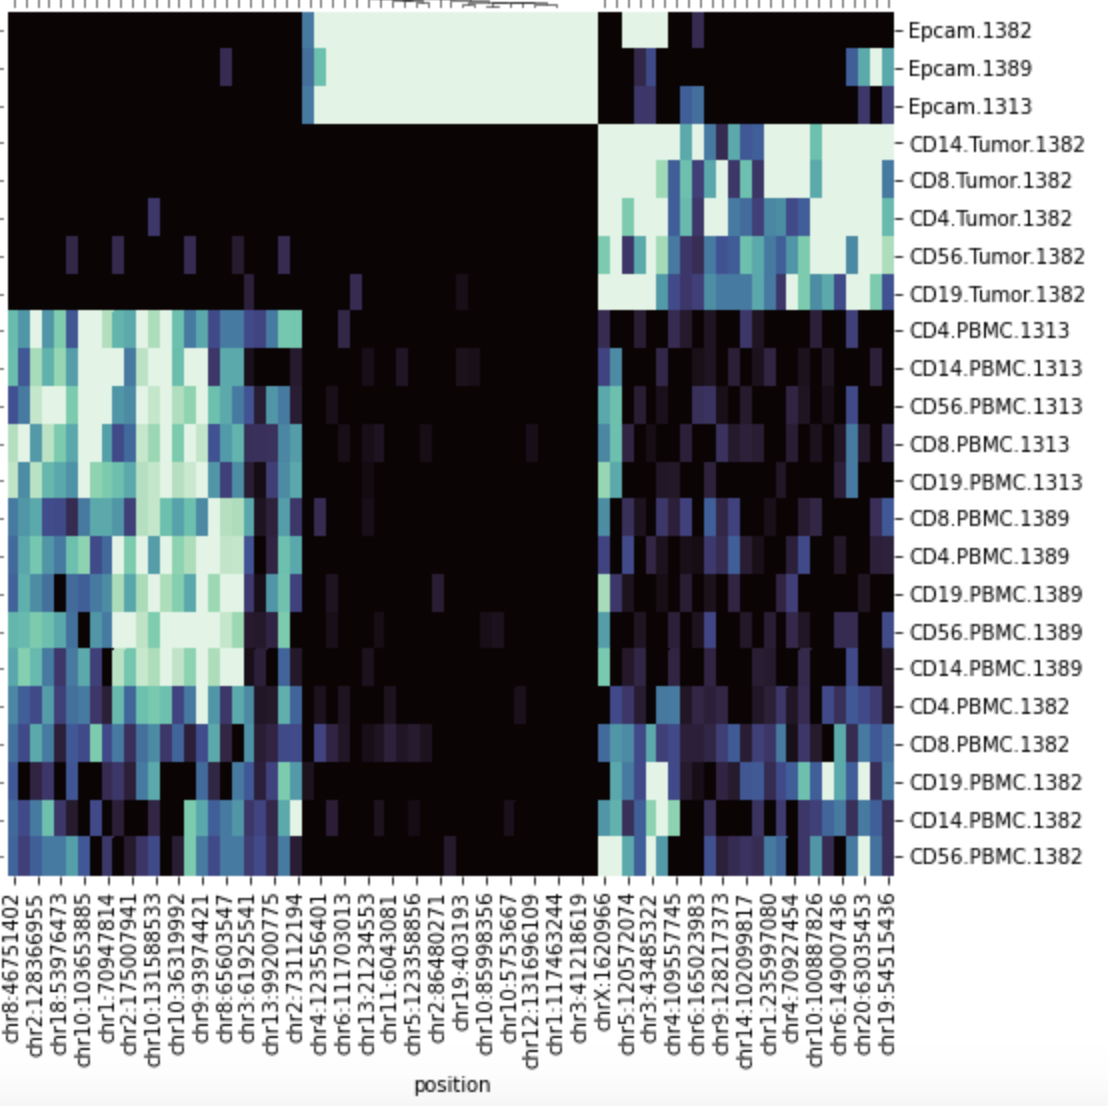 Epcam.1382
Epcam.1389
Epcam.1313
CD14.Tumor.1382
CD8.Tumor.1382
CD4.Tumor.1382
CD56.Tumor.1382
CD19.Tumor.1382
CD4.PBMC.1313
CD14.PBMC.1313
CD56.PBMC.1313
CD8.PBMC.1313
CD19.PBMC.1313
CD8.PBMC.1389
CD4.PBMC.1389
CD19.PBMC.1389
CD56.PBMC.1389
CD14.PBMC.1389
CD4.PBMC.1382
CD8.PBMC.1382
CD19.PBMC.1382
CD14.PBMC.1382
CD56.PBMC.1382
chr8:46751402
chr2:128366955
chr18:53976473
chr10:103653885
chr1:70947814
chr2:175007941
chr10:131588533
chr10:36319992
chr9:93974421
chr8:65603547
chr3:61925541
chr13:99200775
chr2:73112194
chr4:123556401
chr6:111703013
chr13:21234553
chr11:6043081
chr5:123358856
chr2:86480271
chr19:403193
chr10:85998356
chr10:5753667
chr12:131696109
chr1:117463244
chr3:41218619
chrX:1620966
chr5:120572074
chr3:43485322
chr4:109557745
chr6:165023983
chr9:128217373
chr14:102099817
chr1:235997080
chr4:70927454
chr10:100887826
chr6:149007436
chr20:63035453
chr19:54515436
position